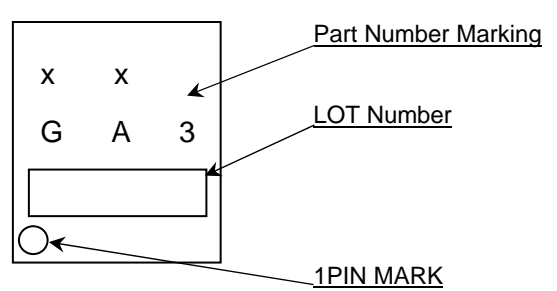 Part Number Marking
x x
G A 3
LOT Number
1PIN MARK